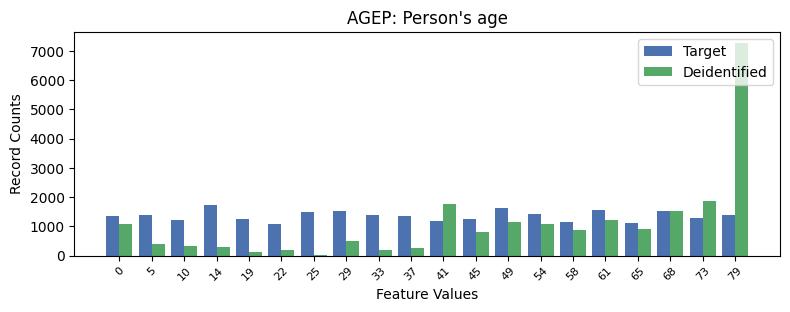 AGEP: Person's age
Record Counts
7000
6000
5000
4000
3000
2000
1000
0
Target
Deidentified
0 5 10 14 19 22 25 29 33 37 41 45 49 54 58 61 65 68 73 79
Feature Values